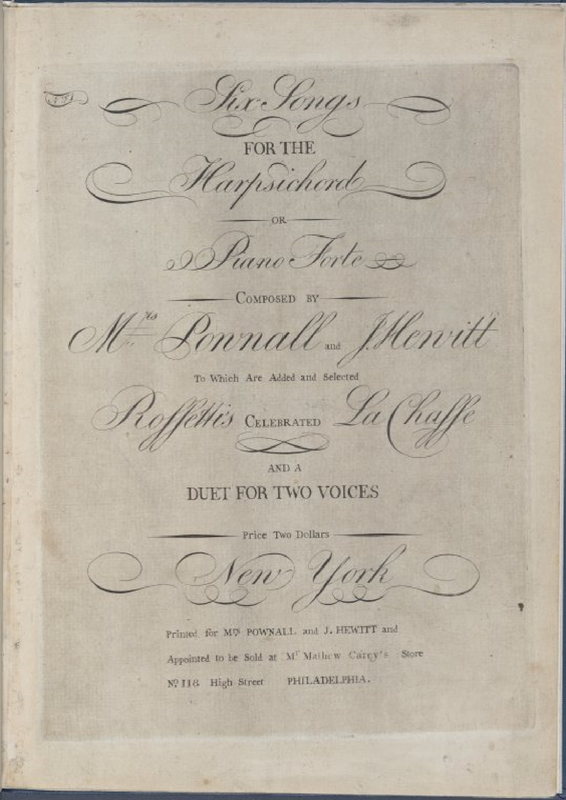 Six Songs
FOR THE
Harpsichord
OR
Piano Forte
COMPOSED BY
Mrs Pownall and J. Hewitt
To Which Are Added and Selected
Rossettis CELEBRATED La Chasse
AND A
DUET FOR TWO VOICES
Price Two Dollars
New York
Printed for Mrs POWNALL and J. HEWITT and
Appointed to be Sold at Mr Mathew Carey's Store
No 118 High Street PHILADELPHIA.